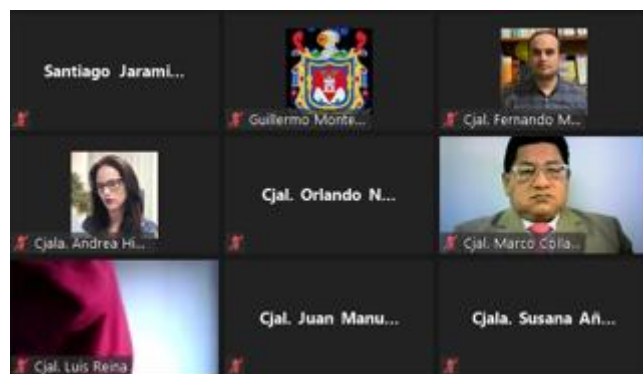 Santiago Jarami...
Guillermo Monte...
Cjal. Fernando M...
Cjala. Andrea Hi...
Cjal. Orlando N...
Cjal. Marco Colla...
Cjal. Luis Reina
Cjal. Juan Manu...
Cjala. Susana Añ...